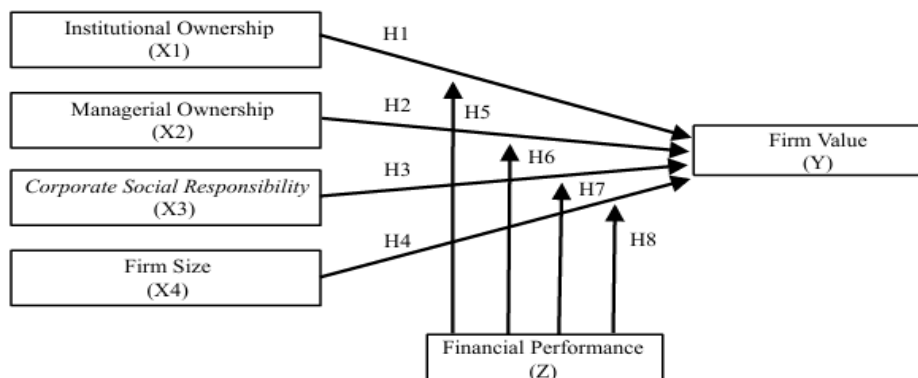 Institutional Ownership
(X1)
H1
Managerial Ownership
(X2)
H2
H5
Firm Value
(Y)
H6
Corporate Social Responsibility
(X3)
H3
H7
Firm Size
(X4)
H4
H8
Financial Performance
(Z)